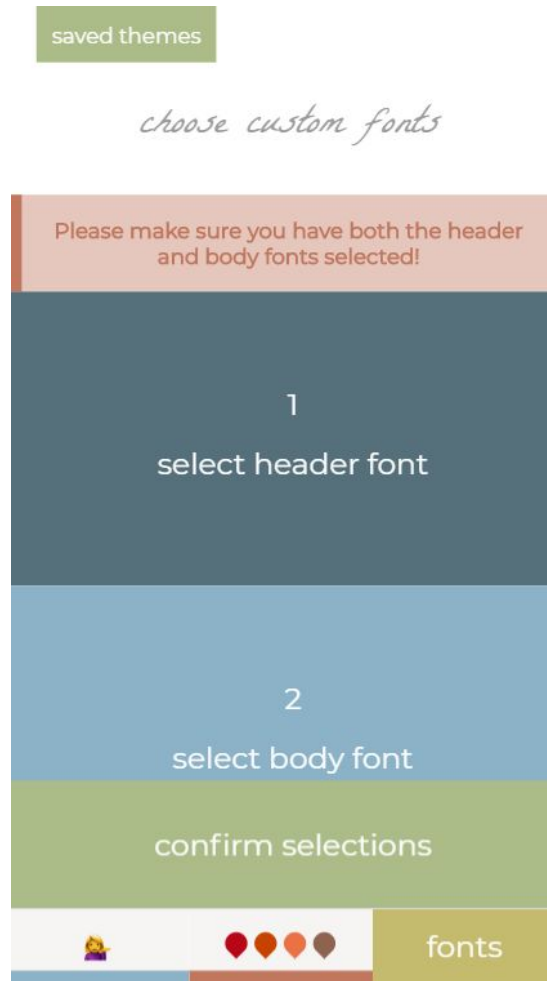 saved themes
choose custom fonts
Please make sure you have both the header
and body fonts selected!
1
select header font
2
select body font
confirm selections
fonts